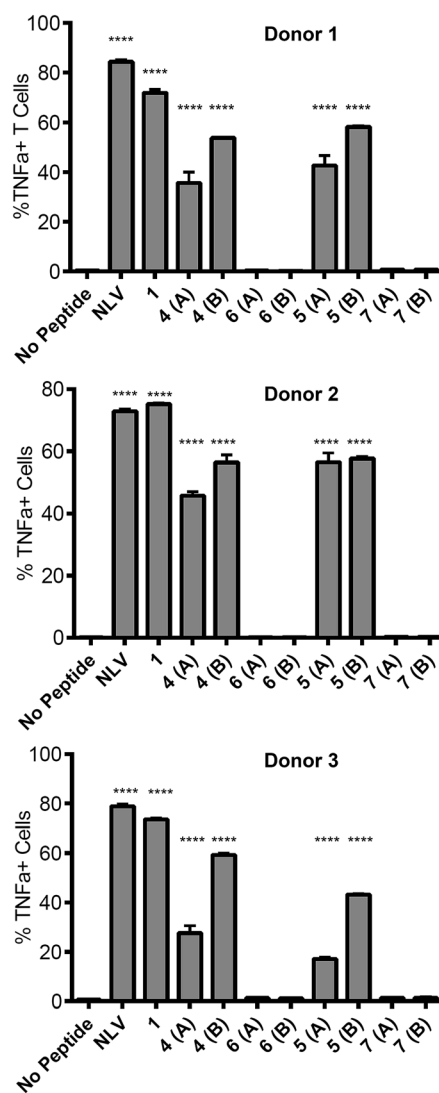 Donor 1
%TNFa+ T Cells
100
80
60
40
20
0
**** **** **** **** **** ****
No Peptide NLV 1 4 (A) 4 (B) 6 (A) 6 (B) 5 (A) 5 (B) 7 (A) 7 (B)
Donor 2
% TNFa+ Cells
80
60
40
20
0
**** **** **** **** **** ****
No Peptide NLV 1 4 (A) 4 (B) 6 (A) 6 (B) 5 (A) 5 (B) 7 (A) 7 (B)
Donor 3
% TNFa+ Cells
100
80
60
40
20
0
**** **** **** **** **** ****
No Peptide NLV 1 4 (A) 4 (B) 6 (A) 6 (B) 5 (A) 5 (B) 7 (A) 7 (B)